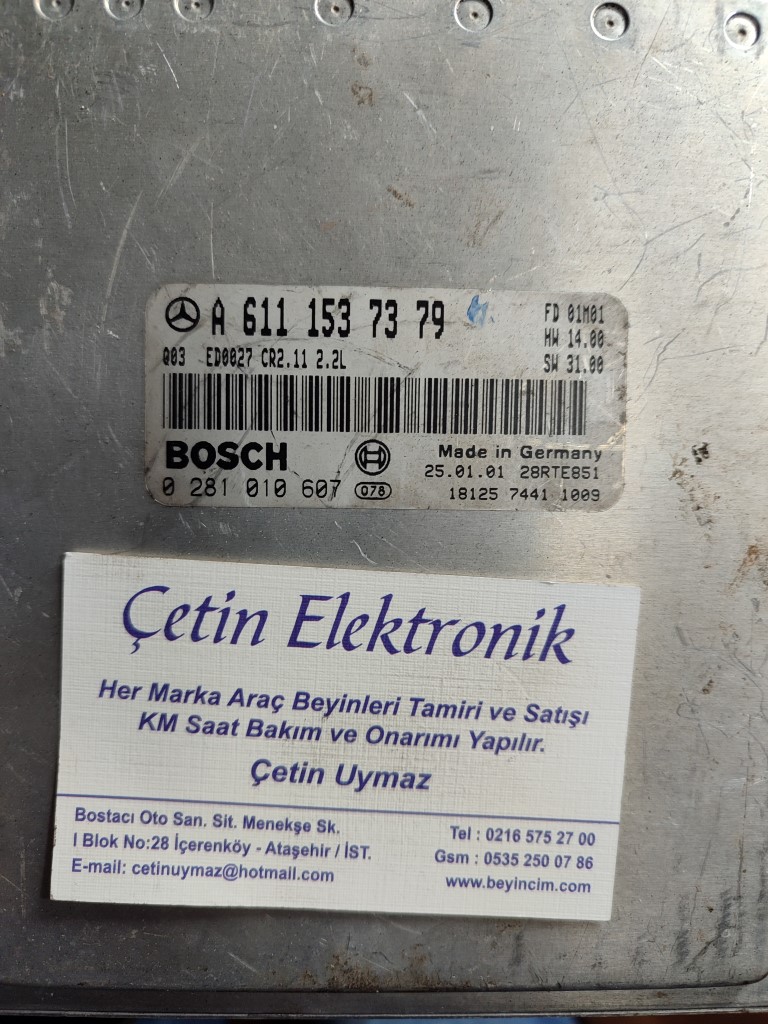 A 611 153 73 79
FD 01M01
HW 14.00
Q03 ED0027 CR2.11 2.2L
SW 31.00
BOSCH
Made in Germany
25.01.01 28RTE851
0 281 010 607 078
18125 7441 1009
Çetin Elektronik
Her Marka Araç Beyinleri Tamiri ve Satışı
KM Saat Bakım ve Onarımı Yapılır.
Çetin Uymaz
Bostacı Oto San. Sit. Menekşe Sk.
I Blok No:28 İçerenköy - Ataşehir / İST.
E-mail: cetinuymaz@hotmail.com
Tel : 0216 575 27 00
Gsm : 0535 250 07 86
www.beyincim.com